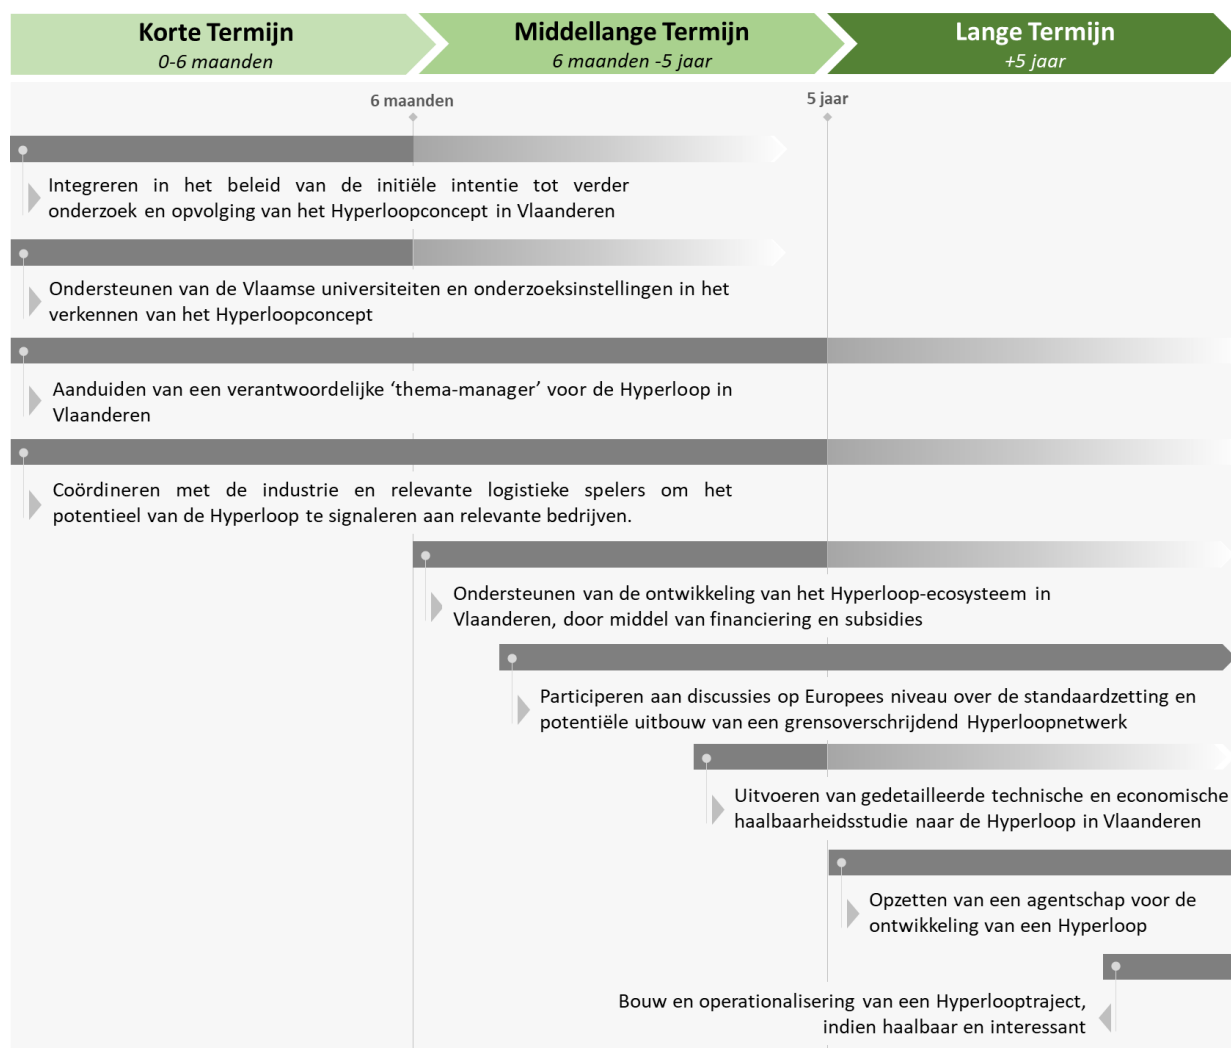 Korte Termijn
0-6 maanden
Middellange Termijn
6 maanden -5 jaar
Lange Termijn
+5 jaar
6 maanden
5 jaar
Integreren in het beleid van de initiële intentie tot verder
onderzoek en opvolging van het Hyperloopconcept in Vlaanderen
Ondersteunen van de Vlaamse universiteiten en onderzoeksinstellingen in het
verkennen van het Hyperloopconcept
Aanduiden van een verantwoordelijke ‘thema-manager’ voor de Hyperloop in
Vlaanderen
Coördineren met de industrie en relevante logistieke spelers om het
potentieel van de Hyperloop te signaleren aan relevante bedrijven.
Ondersteunen van de ontwikkeling van het Hyperloop-ecosysteem in
Vlaanderen, door middel van financiering en subsidies
Participeren aan discussies op Europees niveau over de standaardzetting en
potentiële uitbouw van een grensoverschrijdend Hyperloopnetwerk
Uitvoeren van gedetailleerde technische en economische
haalbaarheidsstudie naar de Hyperloop in Vlaanderen
Opzetten van een agentschap voor de
ontwikkeling van een Hyperloop
Bouw en operationalisering van een Hyperlooptraject,
indien haalbaar en interessant